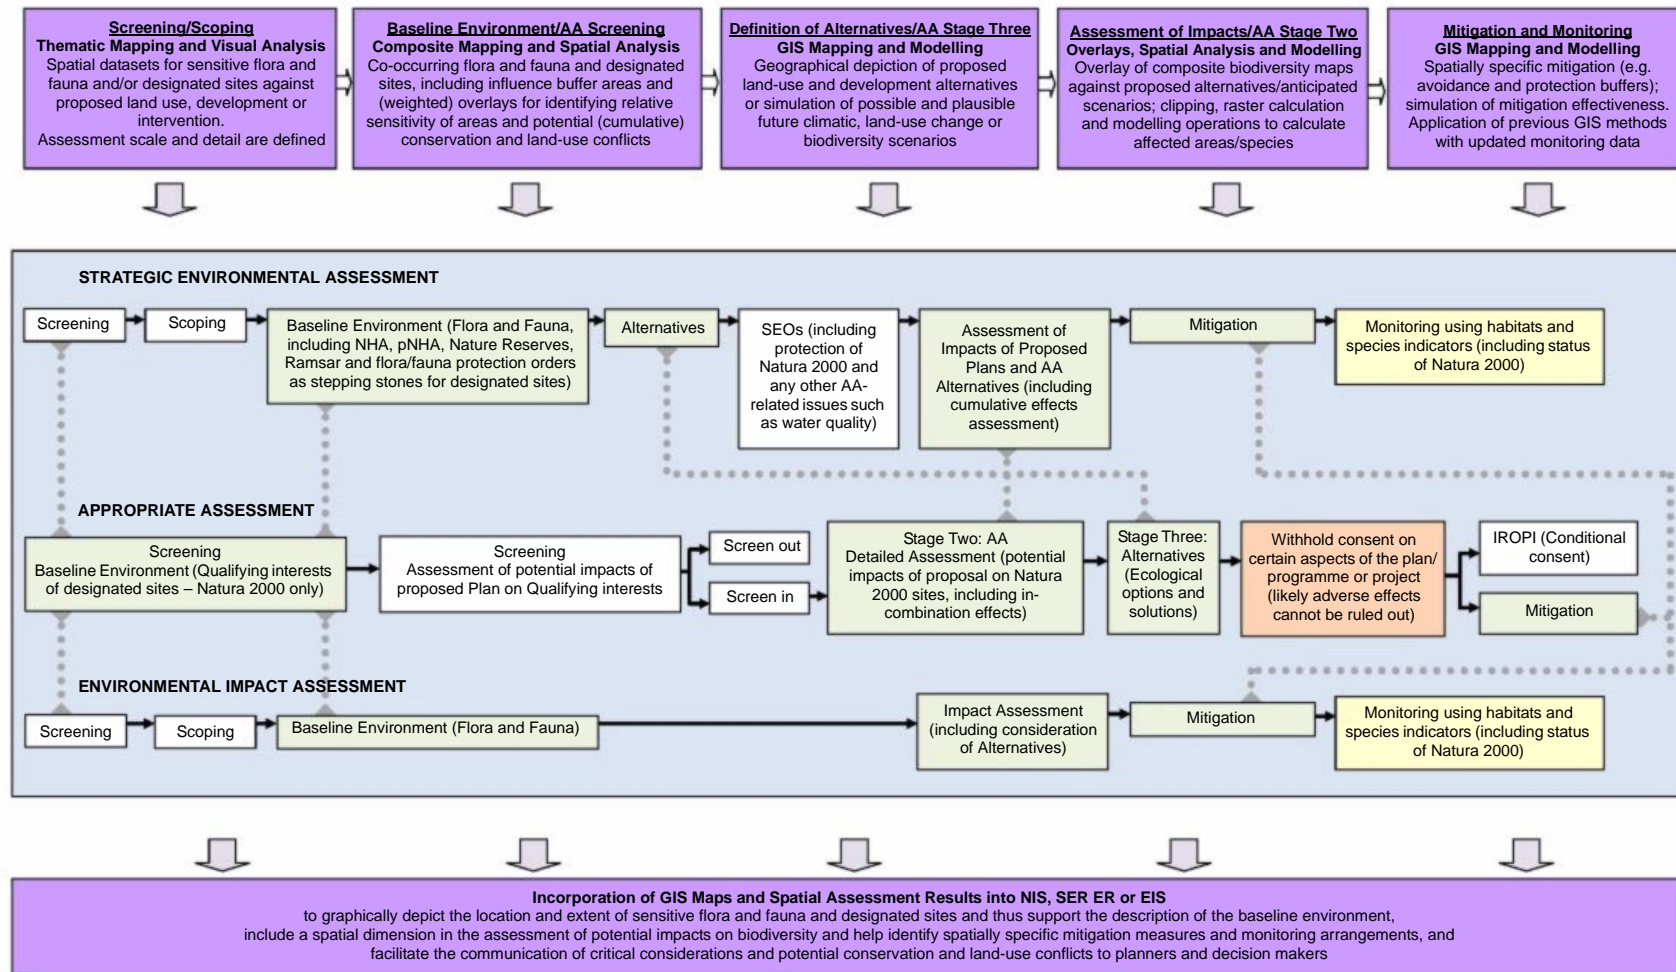 Screening/Scoping
Thematic Mapping and Visual Analysis
Spatial datasets for sensitive flora and
fauna and/or designated sites against
proposed land use, development or
intervention.
Assessment scale and detail are defined
Baseline Environment/AA Screening
Composite Mapping and Spatial Analysis
Co-occurring flora and fauna and designated
sites, including influence buffer areas and
(weighted) overlays for identifying relative
sensitivity of areas and potential (cumulative)
conservation and land-use conflicts
Definition of Alternatives/AA Stage Three
GIS Mapping and Modelling
Geographical depiction of proposed
land-use and development alternatives
or simulation of possible and plausible
future climatic, land-use change or
biodiversity scenarios
Assessment of Impacts/AA Stage Two
Overlays, Spatial Analysis and Modelling
Overlay of composite biodiversity maps
against proposed alternatives/anticipated
scenarios; clipping, raster calculation
and modelling operations to calculate
affected areas/species
Mitigation and Monitoring
GIS Mapping and Modelling
Spatially specific mitigation (e.g.
avoidance and protection buffers);
simulation of mitigation effectiveness.
Application of previous GIS methods
with updated monitoring data
STRATEGIC ENVIRONMENTAL ASSESSMENT
Screening
Scoping
Baseline Environment (Flora and Fauna,
including NHA, pNHA, Nature Reserves,
Ramsar and flora/fauna protection orders
as stepping stones for designated sites)
Alternatives
SEOs (including
protection of
Natura 2000 and
any other AA-
related issues such
as water quality)
Assessment of
Impacts of Proposed
Plans and AA
Alternatives (including
cumulative effects
assessment)
Mitigation
Monitoring using habitats and
species indicators (including status
of Natura 2000)
APPROPRIATE ASSESSMENT
Screening
Baseline Environment (Qualifying interests
of designated sites – Natura 2000 only)
Screening
Assessment of potential impacts of
proposed Plan on Qualifying interests
Screen out
Screen in
Stage Two: AA
Detailed Assessment (potential
impacts of proposal on Natura
2000 sites, including in-
combination effects)
Stage Three:
Alternatives
(Ecological
options and
solutions)
Withhold consent on
certain aspects of the plan/
programme or project
(likely adverse effects
cannot be ruled out)
IROPI (Conditional
consent)
Mitigation
ENVIRONMENTAL IMPACT ASSESSMENT
Screening
Scoping
Baseline Environment (Flora and Fauna)
Impact Assessment
(including consideration
of Alternatives)
Mitigation
Monitoring using habitats and
species indicators (including status
of Natura 2000)
Incorporation of GIS Maps and Spatial Assessment Results into NIS, SER ER or EIS
to graphically depict the location and extent of sensitive flora and fauna and designated sites and thus support the description of the baseline environment,
include a spatial dimension in the assessment of potential impacts on biodiversity and help identify spatially specific mitigation measures and monitoring arrangements, and
facilitate the communication of critical considerations and potential conservation and land-use conflicts to planners and decision makers